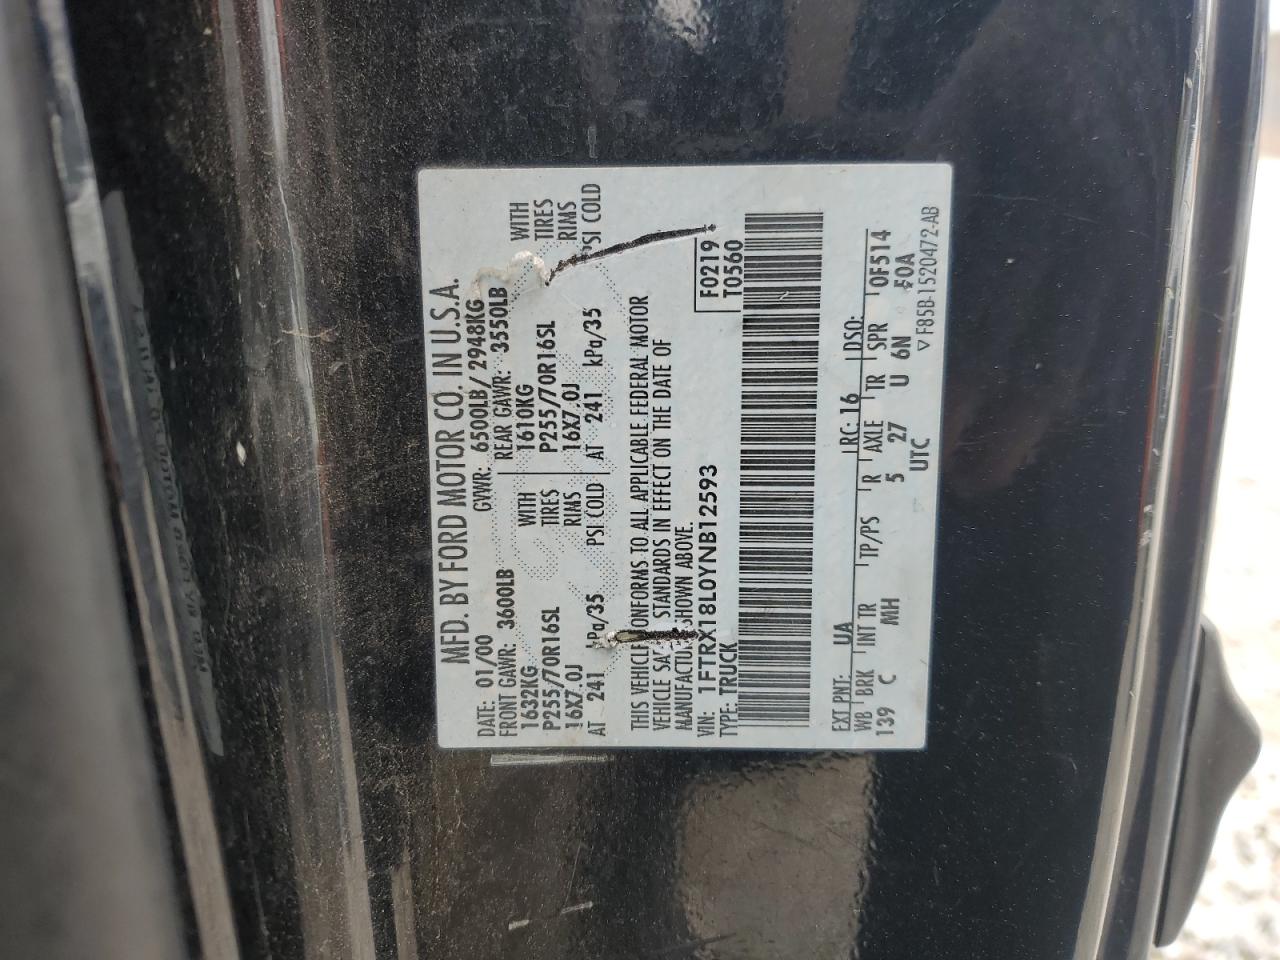 MFD. BY FORD MOTOR CO. IN U.S.A.
DATE: 01/00 GVWR: 6500LB/ 2948KG
FRONT GAWR: 3600LB REAR GAWR: 3550LB
1632KG WITH 1610KG WITH
P255/70R16SL TIRES P255/70R16SL TIRES
16X7.0J RIMS 16X7.0J RIMS
AT 241 kPa/35 PSI COLD AT 241 kPa/35 PSI COLD
THIS VEHICLE CONFORMS TO ALL APPLICABLE FEDERAL MOTOR
VEHICLE STANDARDS IN EFFECT ON THE DATE OF
SHOWN ABOVE.
F0219
VIN: 1FTRX18L0YNB12593 T0560
TYPE: TRUCK
EXT PNT: UA RC: 16 DSO:
WB BRK INT TR TP/PS R AXLE TR SPR 0F514
139 C MH 5 27 U 6N F0A
UTC ▽F85B-1520472-AB